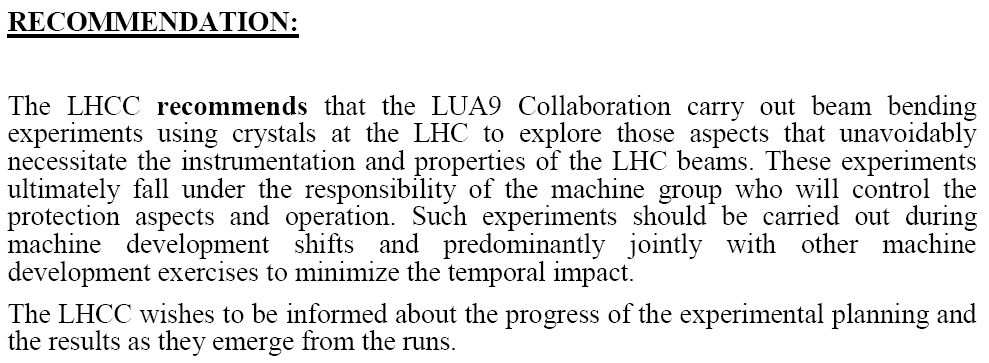 RECOMMENDATION:
The LHCC recommends that the LUA9 Collaboration carry out beam bending
experiments using crystals at the LHC to explore those aspects that unavoidably
necessitate the instrumentation and properties of the LHC beams. These experiments
ultimately fall under the responsibility of the machine group who will control the
protection aspects and operation. Such experiments should be carried out during
machine development shifts and predominantly jointly with other machine
development exercises to minimize the temporal impact.
The LHCC wishes to be informed about the progress of the experimental planning and
the results as they emerge from the runs.